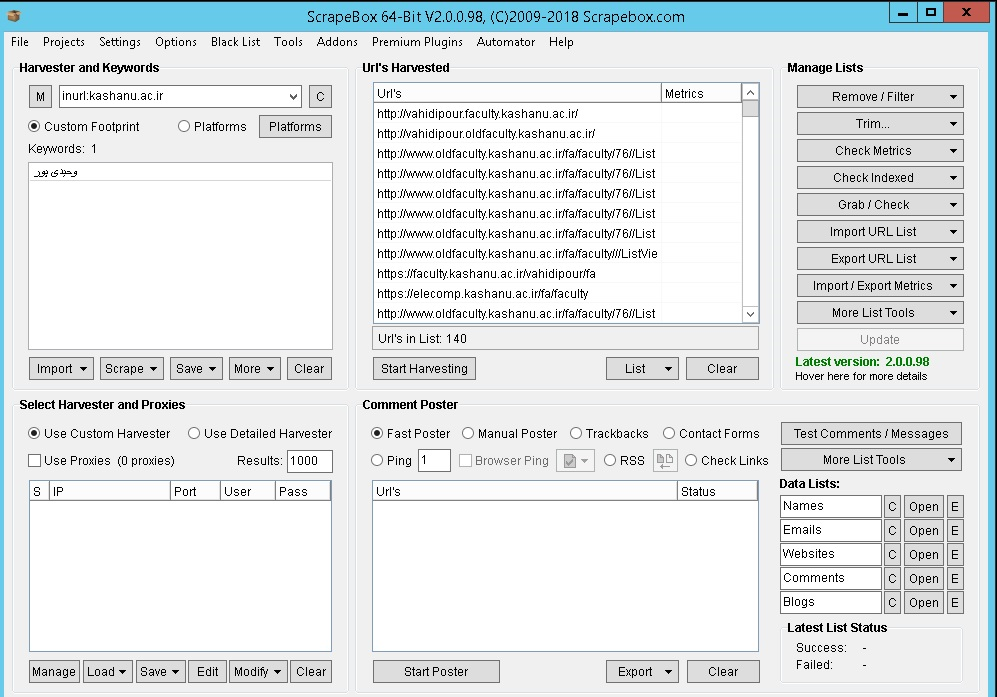 ScrapeBox 64-Bit V2.0.0.98, (C)2009-2018 Scrapebox.com
File Projects Settings Options Black List Tools Addons Premium Plugins Automator Help
Harvester and Keywords
M inurl:kashanu.ac.ir C
Custom Footprint Platforms Platforms
Keywords: 1
وحیدی پور
Import Scrape Save More Clear
Url's Harvested
Url's Metrics
http://vahidipour.faculty.kashanu.ac.ir/
http://vahidipour.oldfaculty.kashanu.ac.ir/
http://www.oldfaculty.kashanu.ac.ir/fa/faculty/76//List
http://www.oldfaculty.kashanu.ac.ir/fa/faculty/76//List
http://www.oldfaculty.kashanu.ac.ir/fa/faculty/76//List
http://www.oldfaculty.kashanu.ac.ir/fa/faculty/76//List
http://www.oldfaculty.kashanu.ac.ir/fa/faculty/76//List
http://www.oldfaculty.kashanu.ac.ir/fa/faculty///ListVie
https://faculty.kashanu.ac.ir/vahidipour/fa
https://elecomp.kashanu.ac.ir/fa/faculty
http://www.oldfaculty.kashanu.ac.ir/fa/faculty/76//List
Url's in List: 140
Start Harvesting List Clear
Manage Lists
Remove / Filter
Trim...
Check Metrics
Check Indexed
Grab / Check
Import URL List
Export URL List
Import / Export Metrics
More List Tools
Update
Latest version: 2.0.0.98
Hover here for more details
Select Harvester and Proxies
Use Custom Harvester Use Detailed Harvester
Use Proxies (0 proxies) Results: 1000
S IP Port User Pass
Manage Load Save Edit Modify Clear
Comment Poster
Fast Poster Manual Poster Trackbacks Contact Forms
Ping 1 Browser Ping RSS Check Links
Url's Status
Start Poster Export Clear
Test Comments / Messages
More List Tools
Data Lists:
Names C Open E
Emails C Open E
Websites C Open E
Comments C Open E
Blogs C Open E
Latest List Status
Success: -
Failed: -